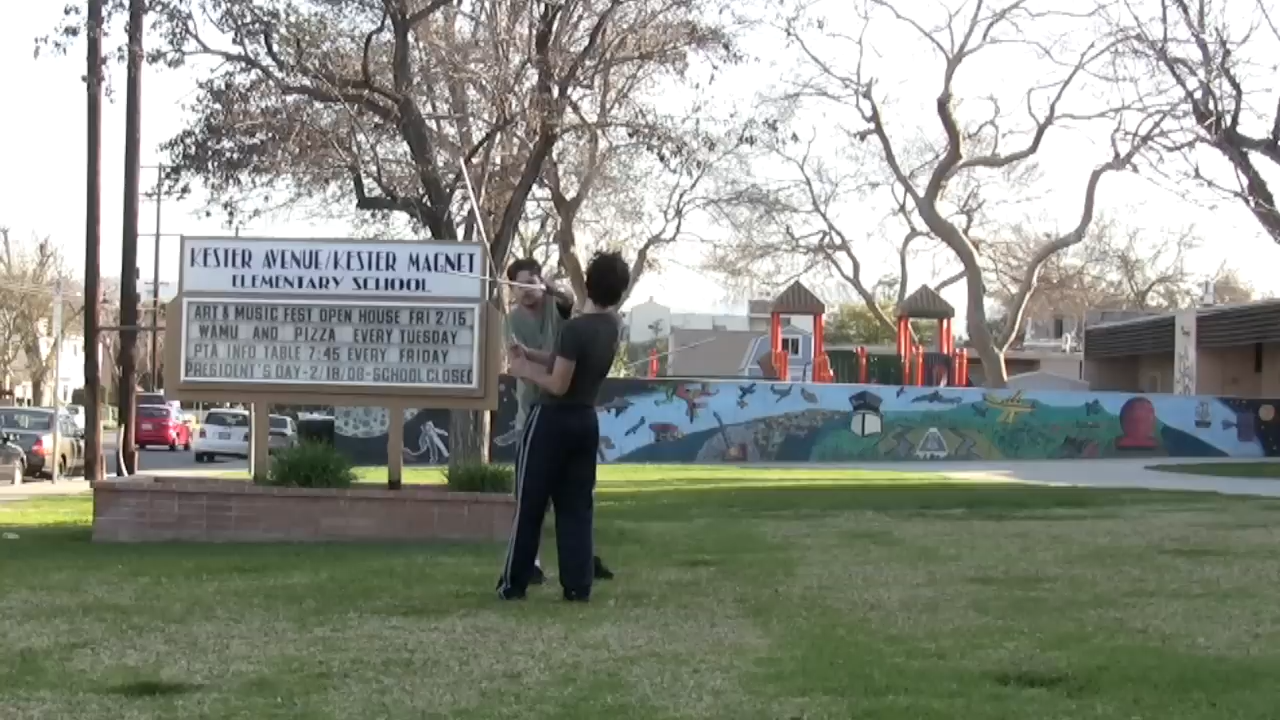 KESTER AVENUE/KESTER MAGNET
ELEMENTARY SCHOOL
ART & MUSIC FEST OPEN HOUSE FRI 2/15
WAMU AND PIZZA EVERY TUESDAY
PTA INFO TABLE 7:45 EVERY FRIDAY
PRESIDENT'S DAY-2/18/08-SCHOOL CLOSED